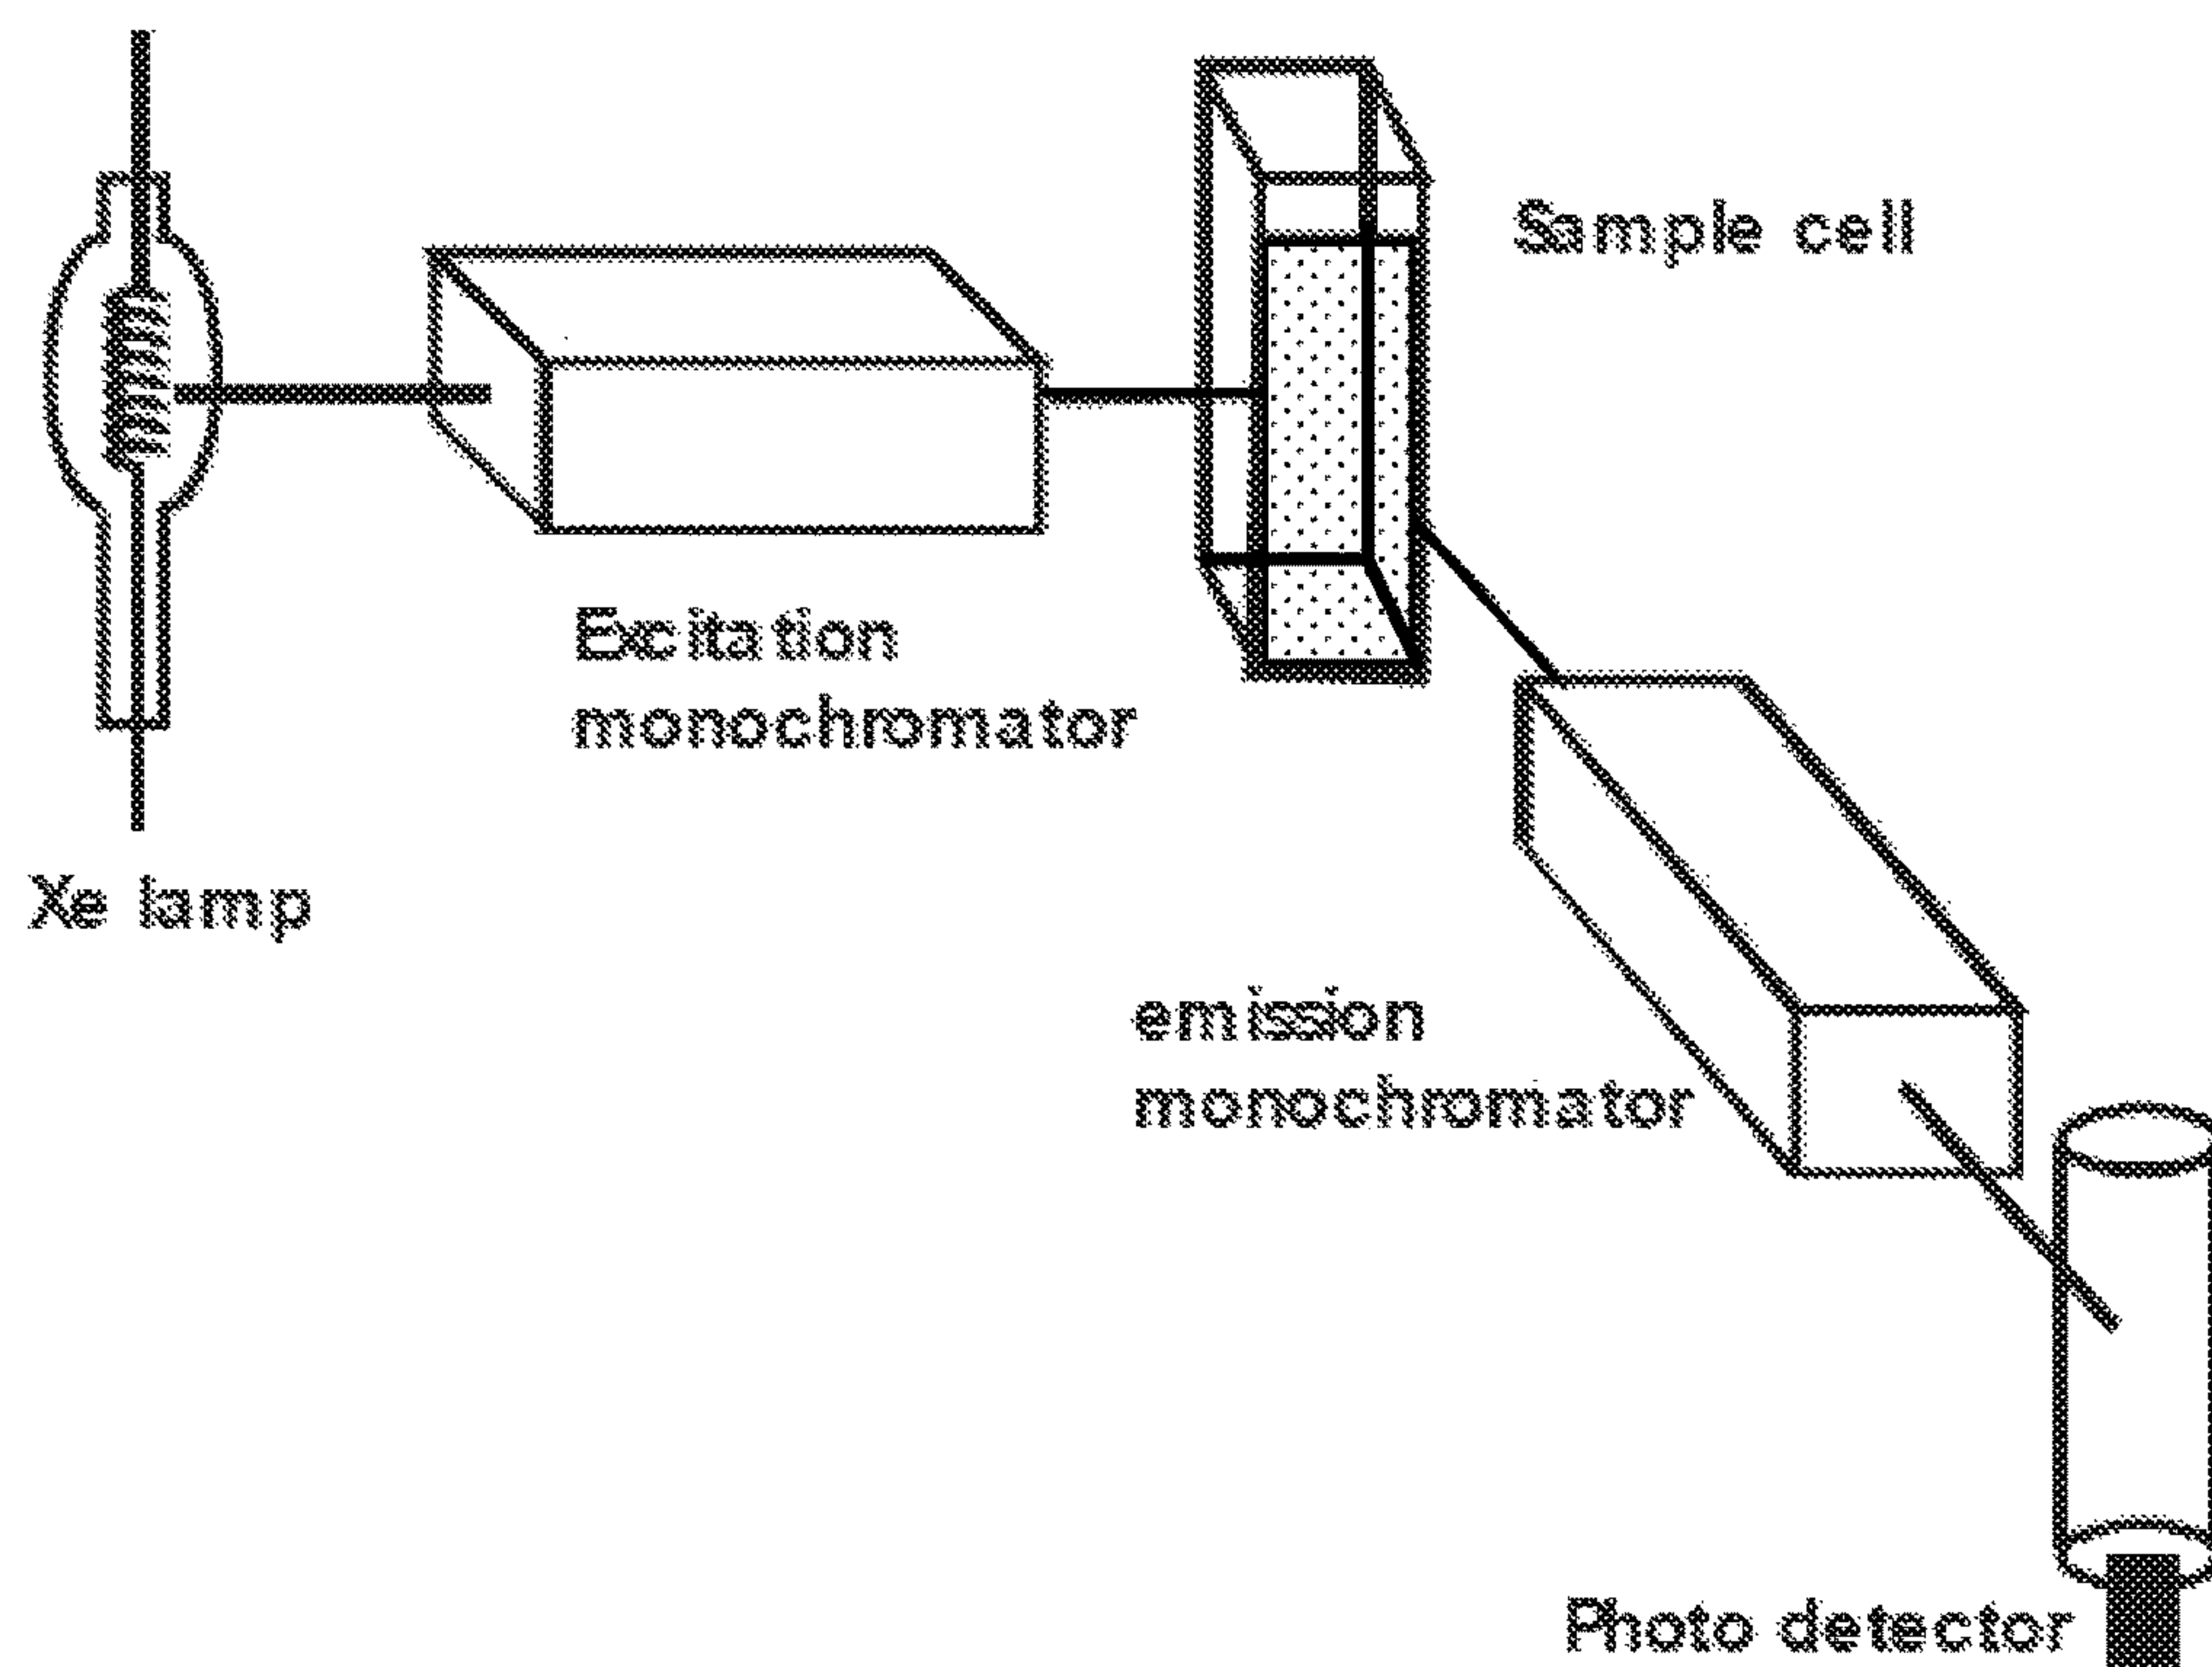 Sample cell
Excitation
monochromator
Xe lamp
emission
monochromator
Photo detector